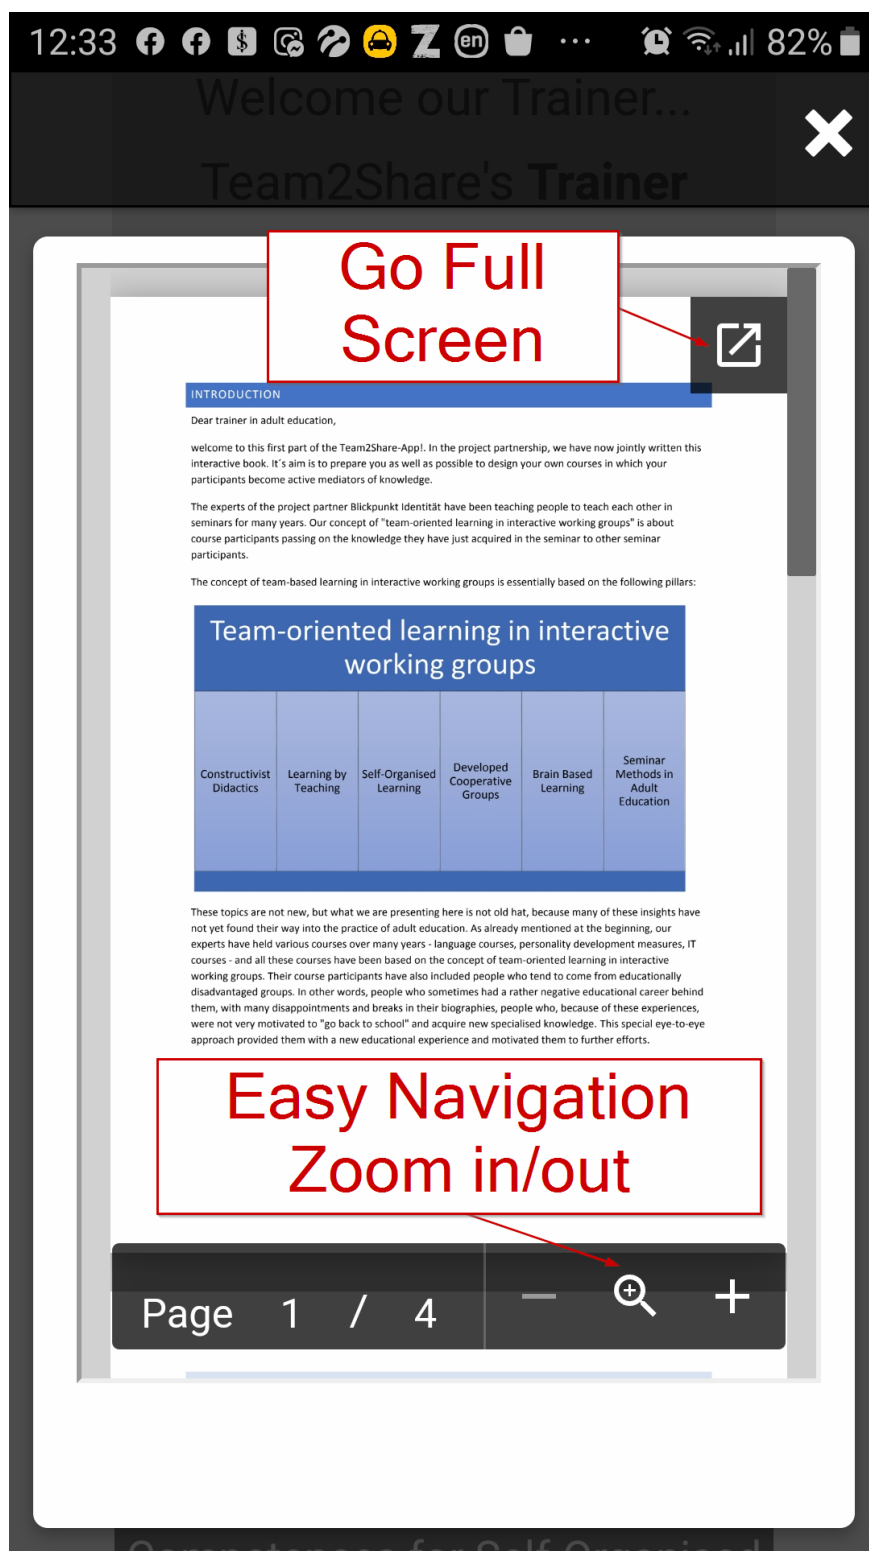 12:33
$
Z
en
...
82%
Welcome our Trainer...
Team2Share's Trainer
Go Full
Screen
INTRODUCTION
Dear trainer in adult education,
welcome to this first part of the Team2Share-App!. In the project partnership, we have now jointly written this
interactive book. It´s aim is to prepare you as well as possible to design your own courses in which your
participants become active mediators of knowledge.
The experts of the project partner Blickpunkt Identität have been teaching people to teach each other in
seminars for many years. Our concept of "team-oriented learning in interactive working groups" is about
course participants passing on the knowledge they have just acquired in the seminar to other seminar
participants.
The concept of team-based learning in interactive working groups is essentially based on the following pillars:
Team-oriented learning in interactive
working groups
Constructivist
Didactics
Learning by
Teaching
Self-Organised
Learning
Developed
Cooperative
Groups
Brain Based
Learning
Seminar
Methods in
Adult
Education
These topics are not new, but what we are presenting here is not old hat, because many of these insights have
not yet found their way into the practice of adult education. As already mentioned at the beginning, our
experts have held various courses over many years - language courses, personality development measures, IT
courses - and all these courses have been based on the concept of team-oriented learning in interactive
working groups. Their course participants have also included people who tend to come from educationally
disadvantaged groups. In other words, people who sometimes had a rather negative educational career behind
them, with many disappointments and breaks in their biographies, people who, because of these experiences,
were not very motivated to "go back to school" and acquire new specialised knowledge. This special eye-to-eye
approach provided them with a new educational experience and motivated them to further efforts.
Easy Navigation
Zoom in/out
Page 1 / 4
Competences for Self-Organised